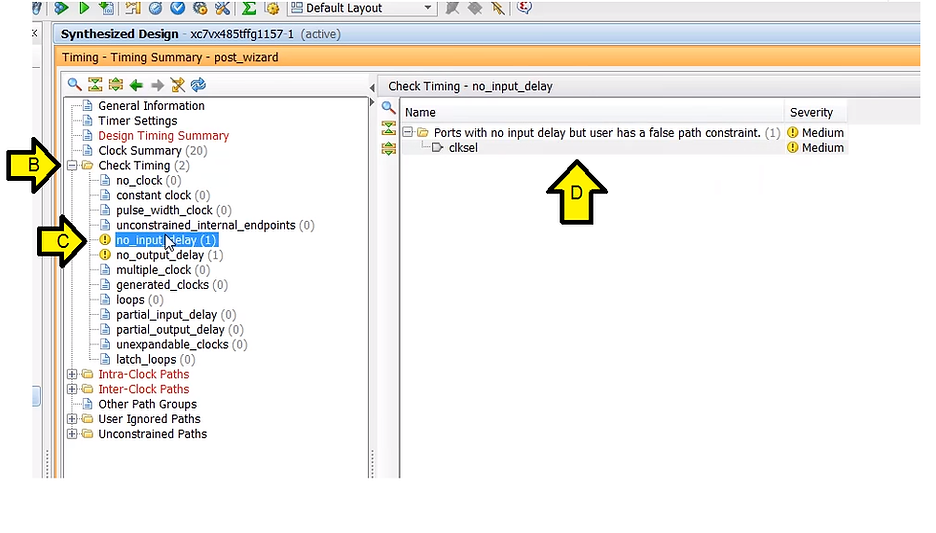 Default Layout
Synthesized Design - xc7vx485tffg1157-1 (active)
Timing - Timing Summary - post_wizard
Check Timing - no_input_delay
General Information
Timer Settings
Design Timing Summary
Clock Summary (20)
B
Check Timing (2)
no_clock (0)
constant clock (0)
pulse_width_clock (0)
unconstrained_internal_endpoints (0)
C
no_input_delay (1)
no_output_delay (1)
multiple_clock (0)
generated_clocks (0)
loops (0)
partial_input_delay (0)
partial_output_delay (0)
unexpandable_clocks (0)
latch_loops (0)
Intra-Clock Paths
Inter-Clock Paths
Other Path Groups
User Ignored Paths
Unconstrained Paths
Name Severity
Ports with no input delay but user has a false path constraint. (1) Medium
clksel Medium
D